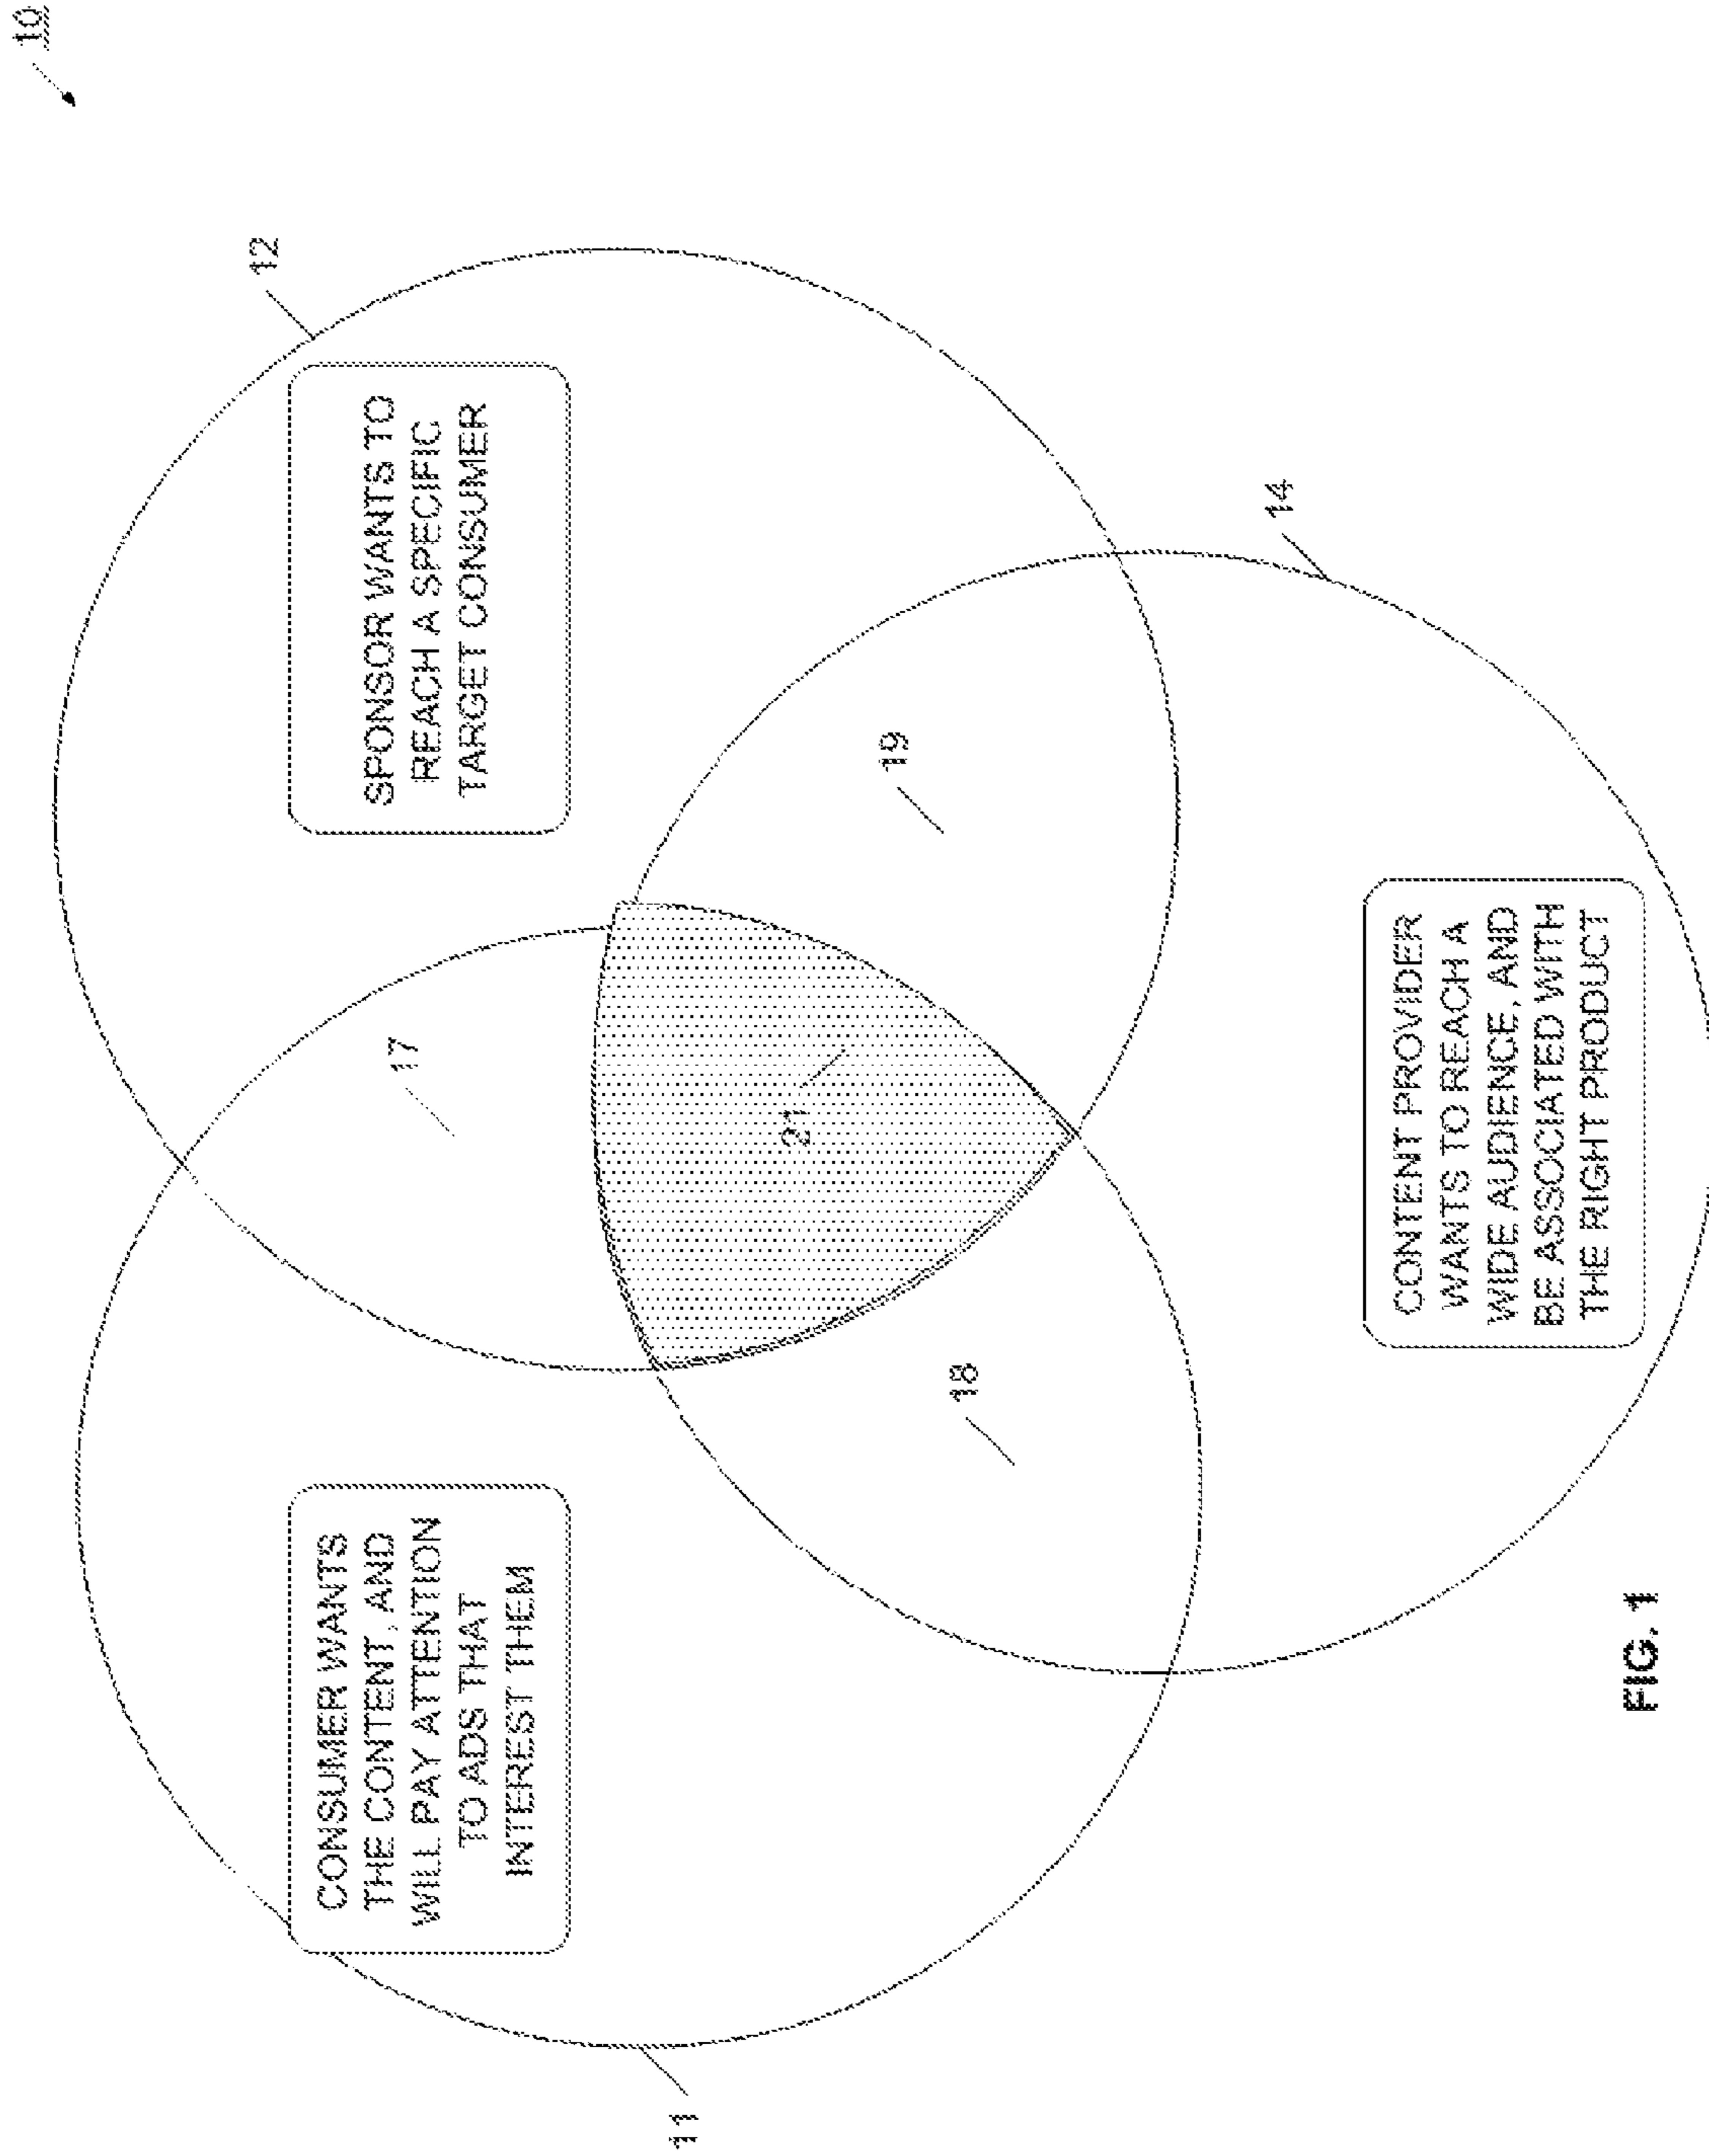 10
12
SPONSOR WANTS TO
REACH A SPECIFIC
TARGET CONSUMER
17
CONSUMER WANTS
THE CONTENT, AND
WILL PAY ATTENTION
TO ADS THAT
INTEREST THEM
11
19
21
18
14
CONTENT PROVIDER
WANTS TO REACH A
WIDE AUDIENCE, AND
BE ASSOCIATED WITH
THE RIGHT PRODUCT
FIG. 1